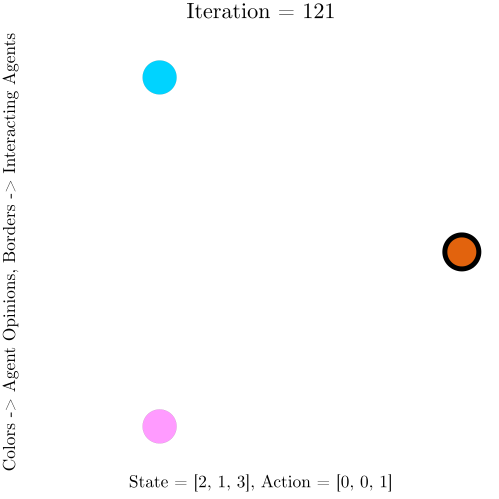 Iteration = 121
Colors -> Agent Opinions, Borders -> Interacting Agents
State = [2, 1, 3], Action = [0, 0, 1]